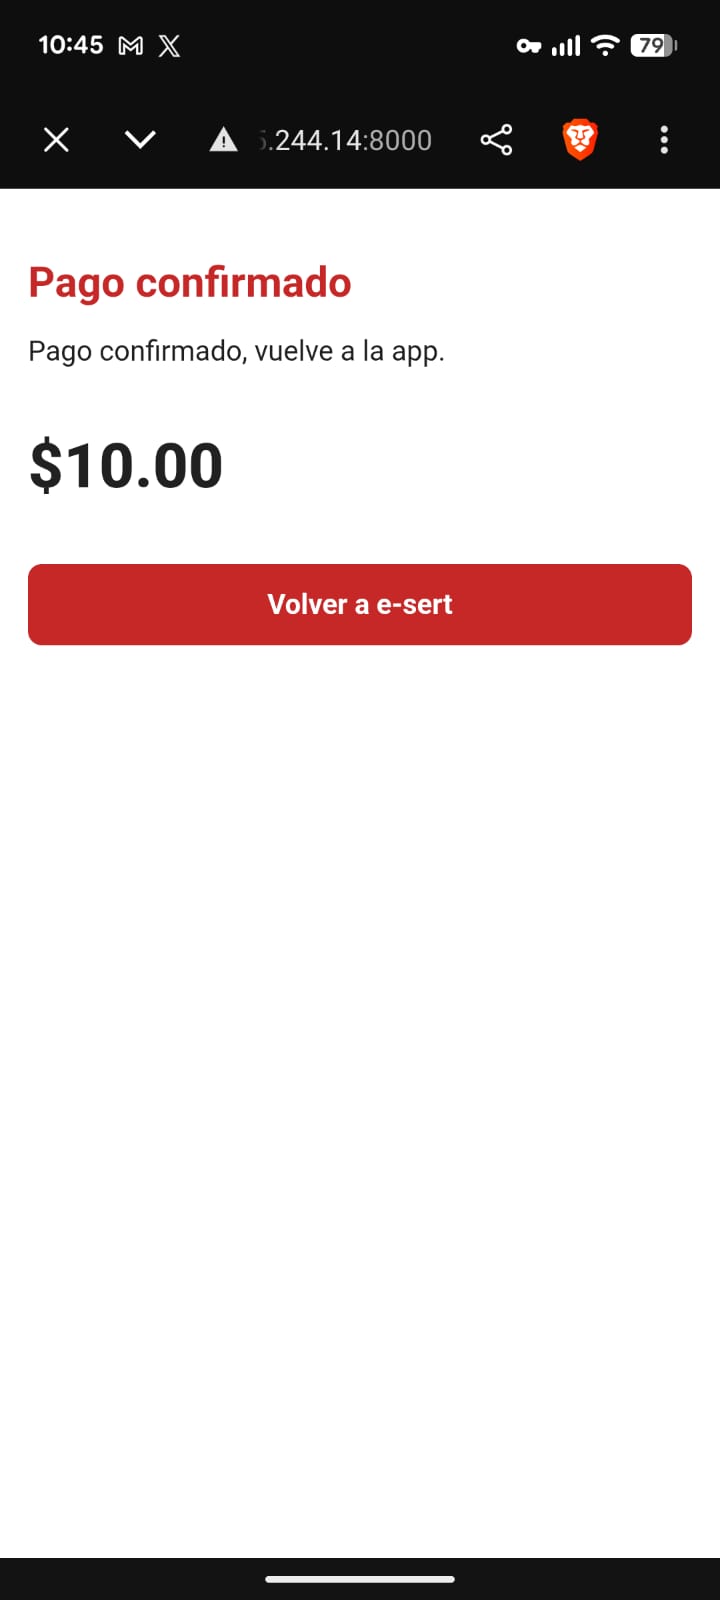 10:45
79
.244.14:8000
Pago confirmado
Pago confirmado, vuelve a la app.
$10.00
Volver a e-sert